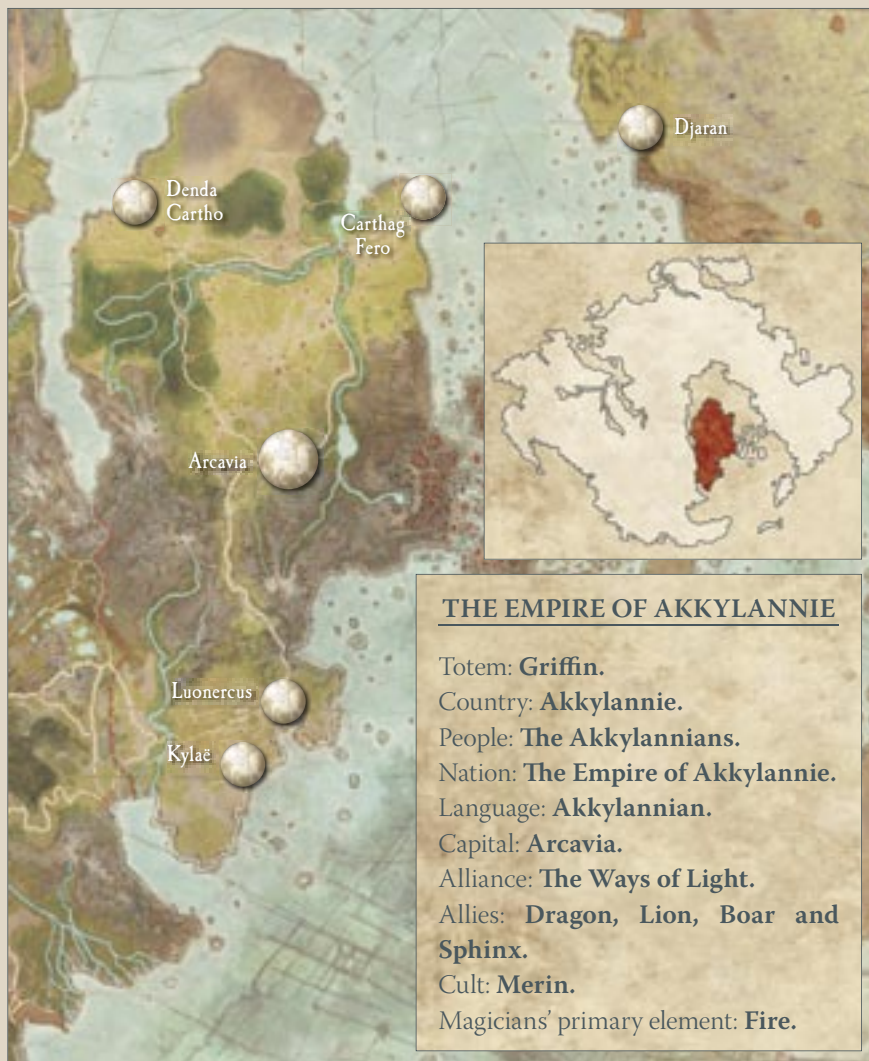 Djaran
Denda
Cartho
Carthag
Fero
Arcavia
Luonercus
Kylaë
THE EMPIRE OF AKKYLANNIE
Totem: Griffin.
Country: Akkylannie.
People: The Akkylannians.
Nation: The Empire of Akkylannie.
Language: Akkylannian.
Capital: Arcavia.
Alliance: The Ways of Light.
Allies: Dragon, Lion, Boar and
Sphinx.
Cult: Merin.
Magicians' primary element: Fire.